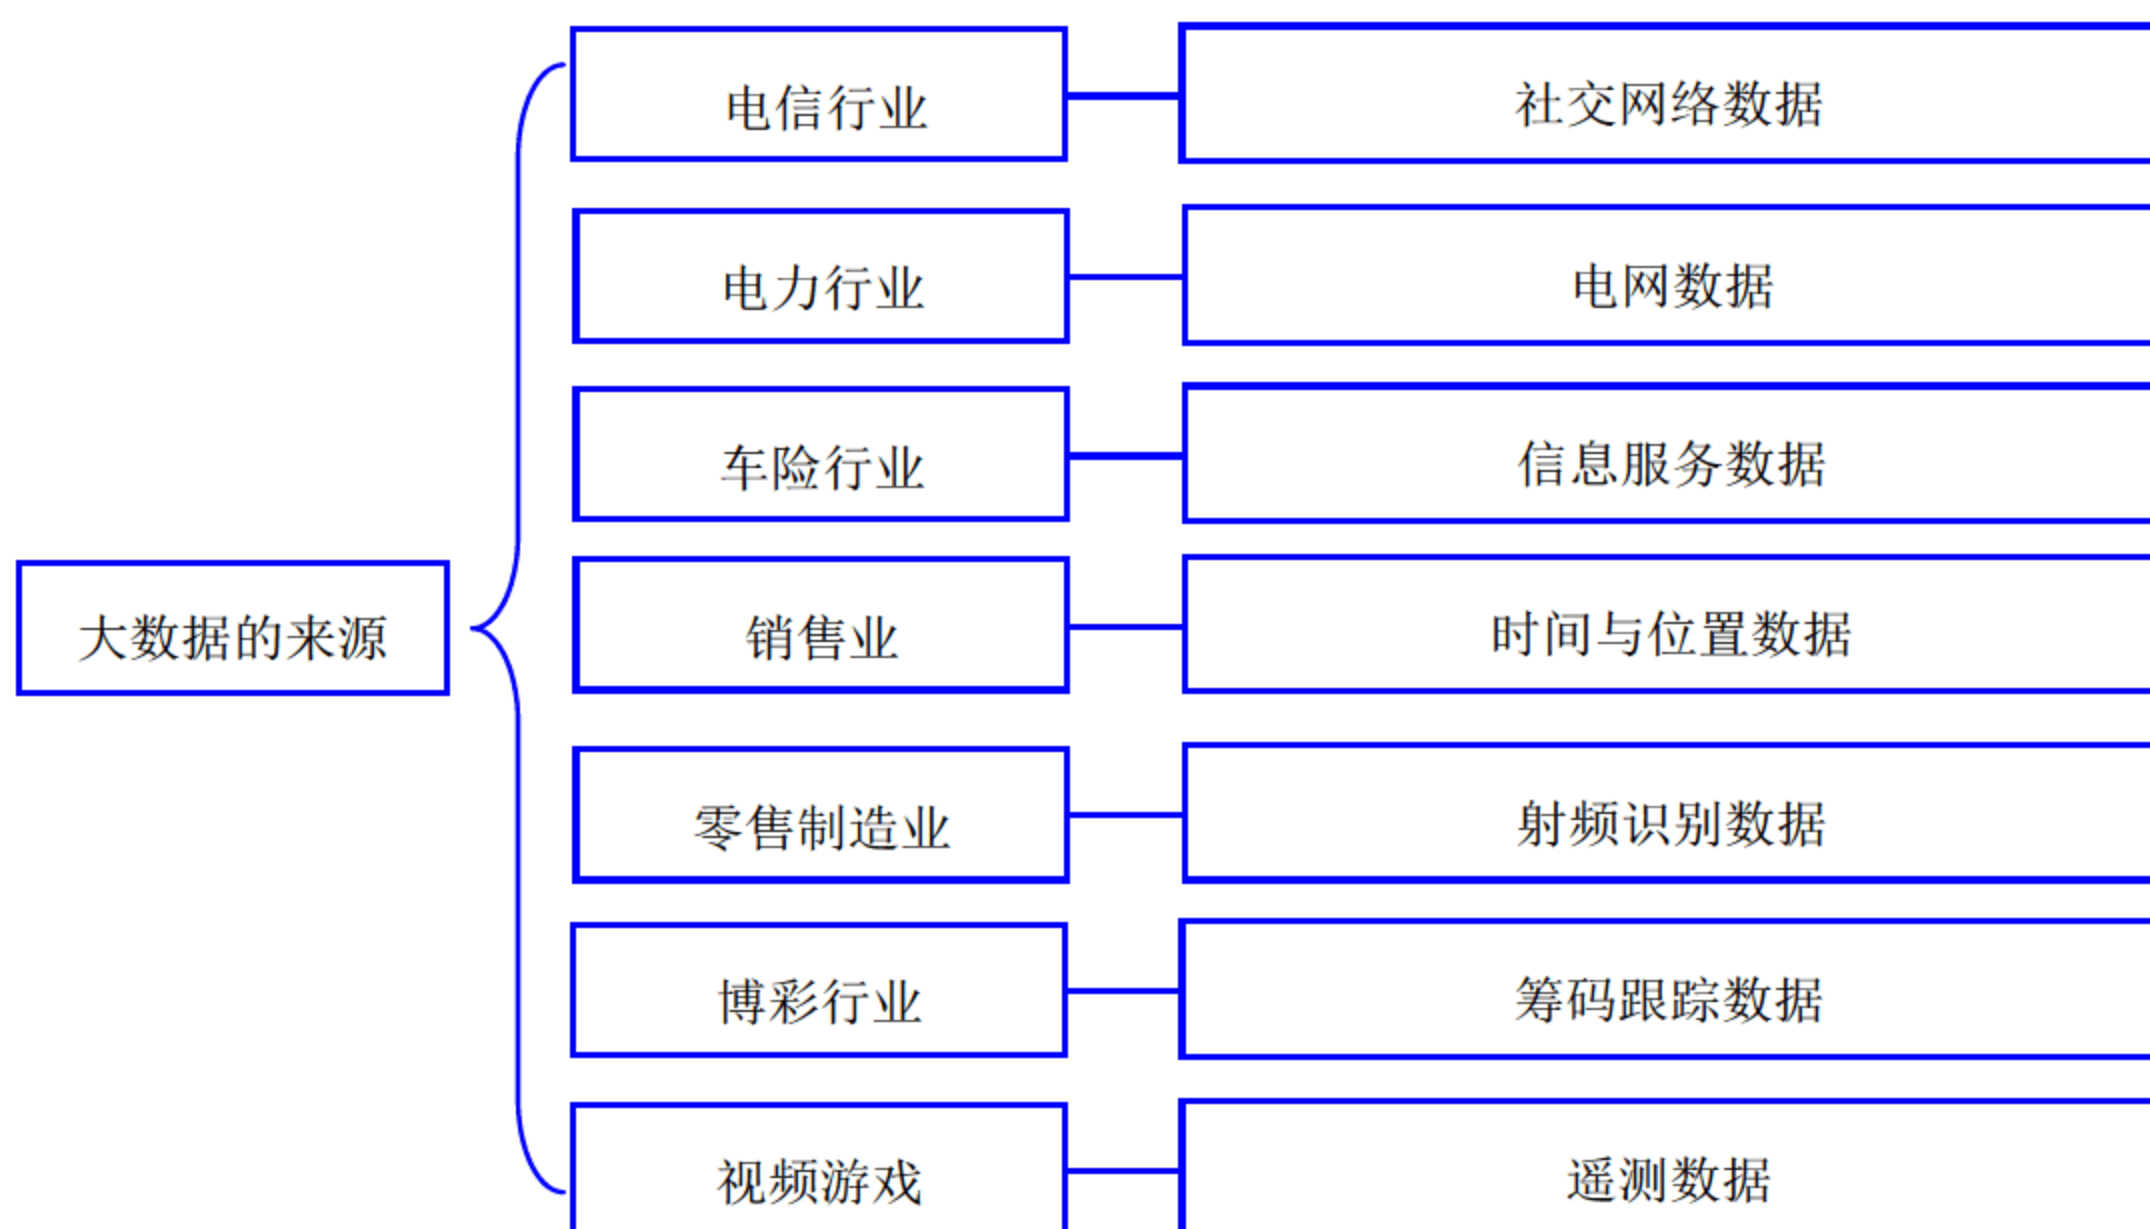 电信行业 社交网络数据
电力行业 电网数据
车险行业 信息服务数据
大数据的来源 销售业 时间与位置数据
零售制造业 射频识别数据
博彩行业 筹码跟踪数据
视频游戏 遥测数据